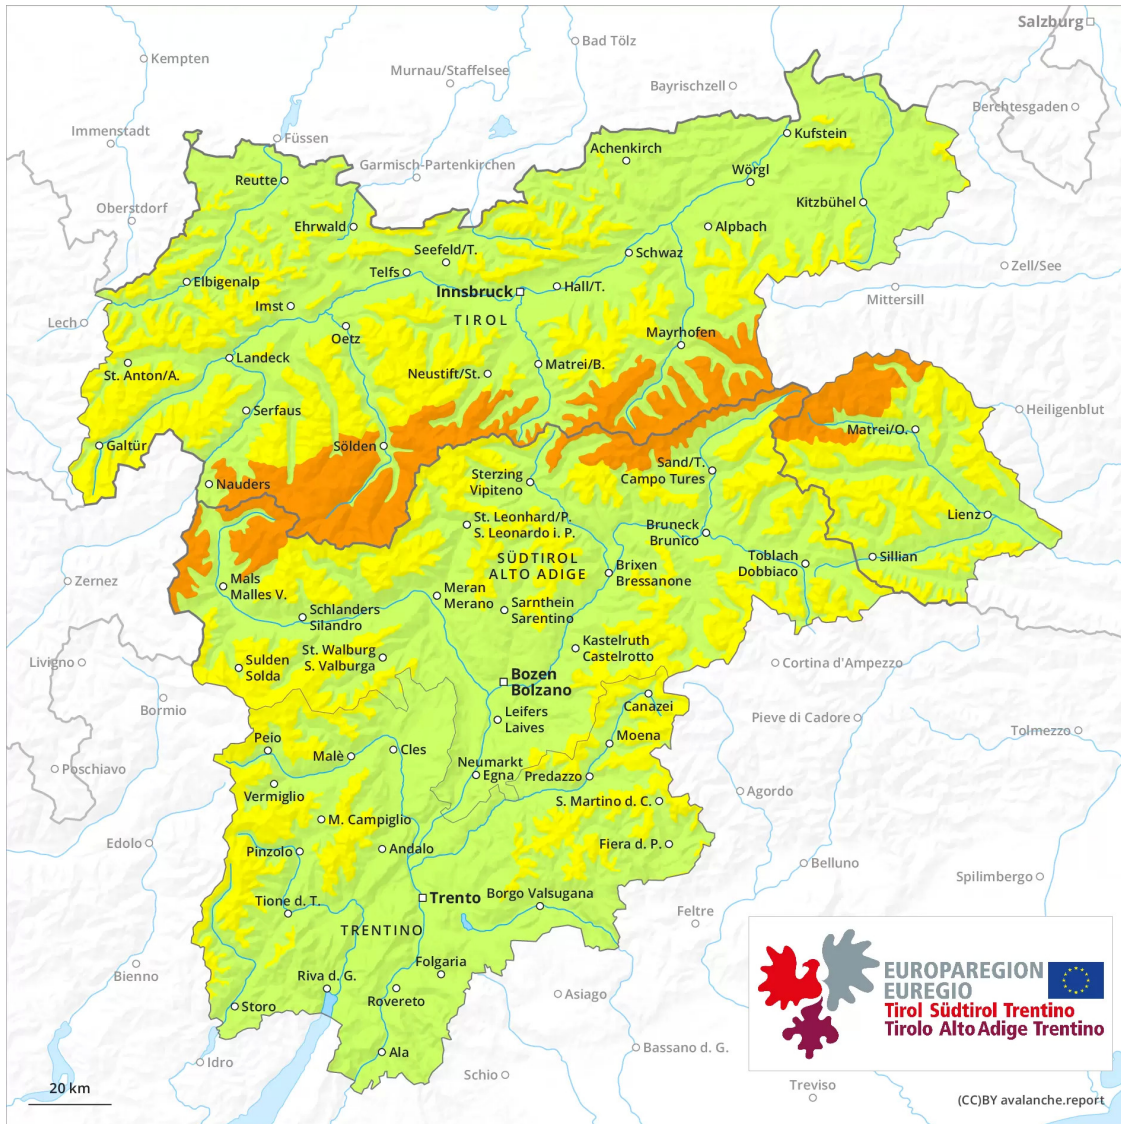 Salzburg
Bad Tölz
Kempten
Murnau/Staffelsee
Bayrischzell
Berchtesgaden
Immenstadt
Füssen
Kufstein
Achenkirch
Garmisch-Partenkirchen
Wörgl
Reutte
Oberstdorf
Kitzbühel
Ehrwald
Alpbach
Seefeld/T.
Schwaz
Telfs
Zell/See
Elbigenalp
Hall/T.
Innsbruck
Mittersill
Imst
TIROL
Lech
Oetz
Mayrhofen
Landeck
Matrei/B.
St. Anton/A.
Neustift/St.
Serfaus
Heiligenblut
Matrei/O.
Galtür
Sölden
Sand/T.
Campo Tures
Sterzing
Vipiteno
Nauders
St. Leonhard/P.
S. Leonardo i. P.
Bruneck
Brunico
Lienz
SÜDTIROL
ALTO ADIGE
Toblach
Dobbiaco
Sillian
Brixen
Bressanone
Zernez
Mals
Malles V.
Meran
Merano
Sarnthein
Sarentino
Schlanders
Silandro
Kastelruth
Castelrotto
St. Walburg
S. Valburga
Livigno
Sulden
Solda
Cortina d'Ampezzo
Bozen
Bolzano
Bormio
Canazei
Leifers
Laives
Pieve di Cadore
Tolmezzo
Peio
Moena
Malè
Cles
Poschiavo
Neumarkt
Egna
Predazzo
Vermiglio
Agordo
S. Martino d. C.
M. Campiglio
Edolo
Pinzolo
Andalo
Fiera d. P.
Belluno
Spilimbergo
Tione d. T.
Trento
Borgo Valsugana
Feltre
TRENTINO
Bienno
Riva d. G.
Folgaria
Rovereto
Asiago
Storo
EUROPAREGION
EUREGIO
Tirol Südtirol Trentino
Tirolo Alto Adige Trentino
Idro
Ala
Bassano d. G.
Schio
Treviso
20 km
(CC)BY avalanche.report